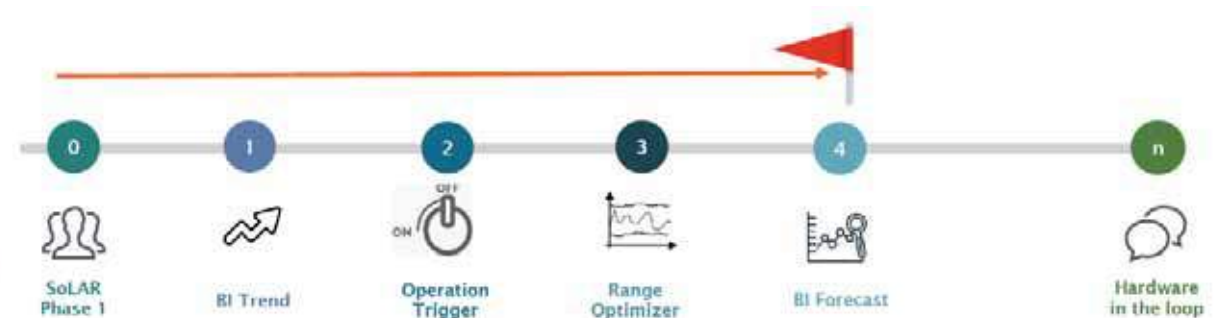 0
1
2
3
4
n
OFF
ON
SoLAR
Phase 1
BI Trend
Operation
Trigger
Range
Optimizer
BI Forecast
Hardware
in the loop